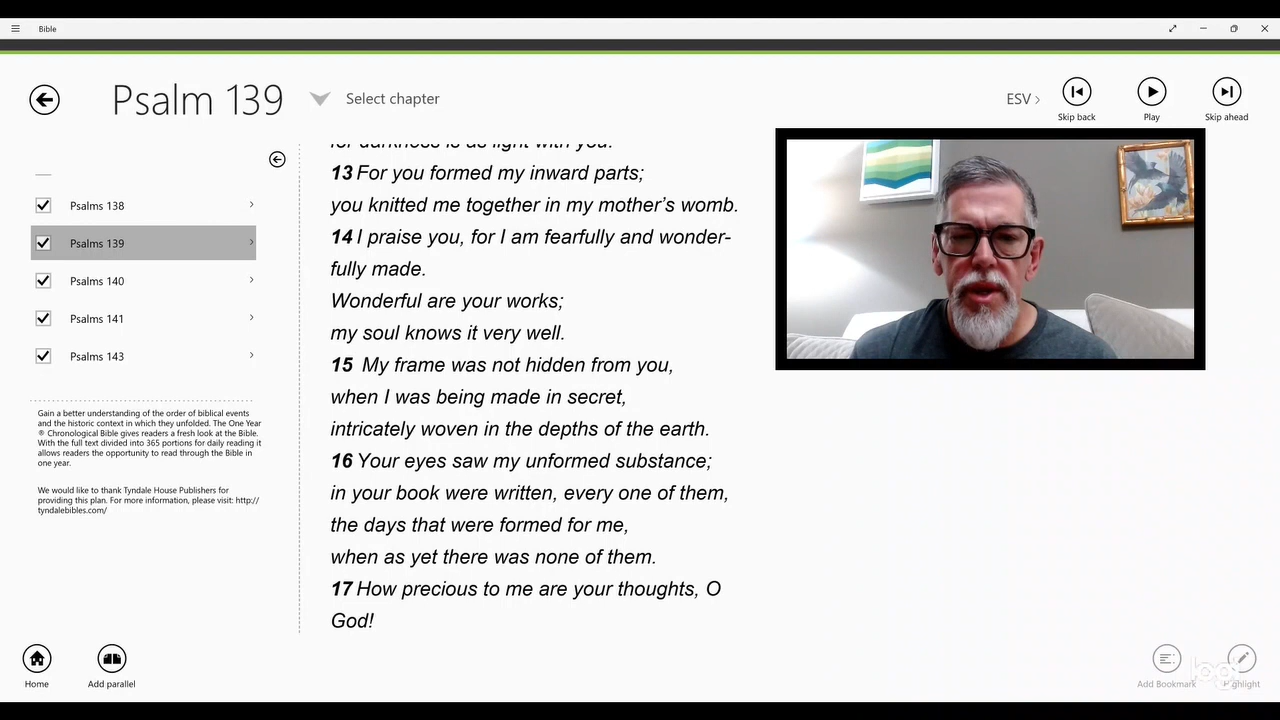 Bible
Psalm 139
Select chapter
ESV
Skip back
Play
Skip ahead
Psalms 138
Psalms 139
Psalms 140
Psalms 141
Psalms 143
Gain a better understanding of the order of biblical events
and the historic context in which they unfolded. The One Year
® Chronological Bible gives readers a fresh look at the Bible.
With the full text divided into 365 portions for daily reading it
allows readers the opportunity to read through the Bible in
one year.
We would like to thank Tyndale House Publishers for
providing this plan. For more information, please visit: http://
tyndalebibles.com/
for darkness is as light with you.
13 For you formed my inward parts;
you knitted me together in my mother’s womb.
14 I praise you, for I am fearfully and wonder-
fully made.
Wonderful are your works;
my soul knows it very well.
15 My frame was not hidden from you,
when I was being made in secret,
intricately woven in the depths of the earth.
16 Your eyes saw my unformed substance;
in your book were written, every one of them,
the days that were formed for me,
when as yet there was none of them.
17 How precious to me are your thoughts, O
God!
Home
Add parallel
Add Bookmark
Highlight
logi